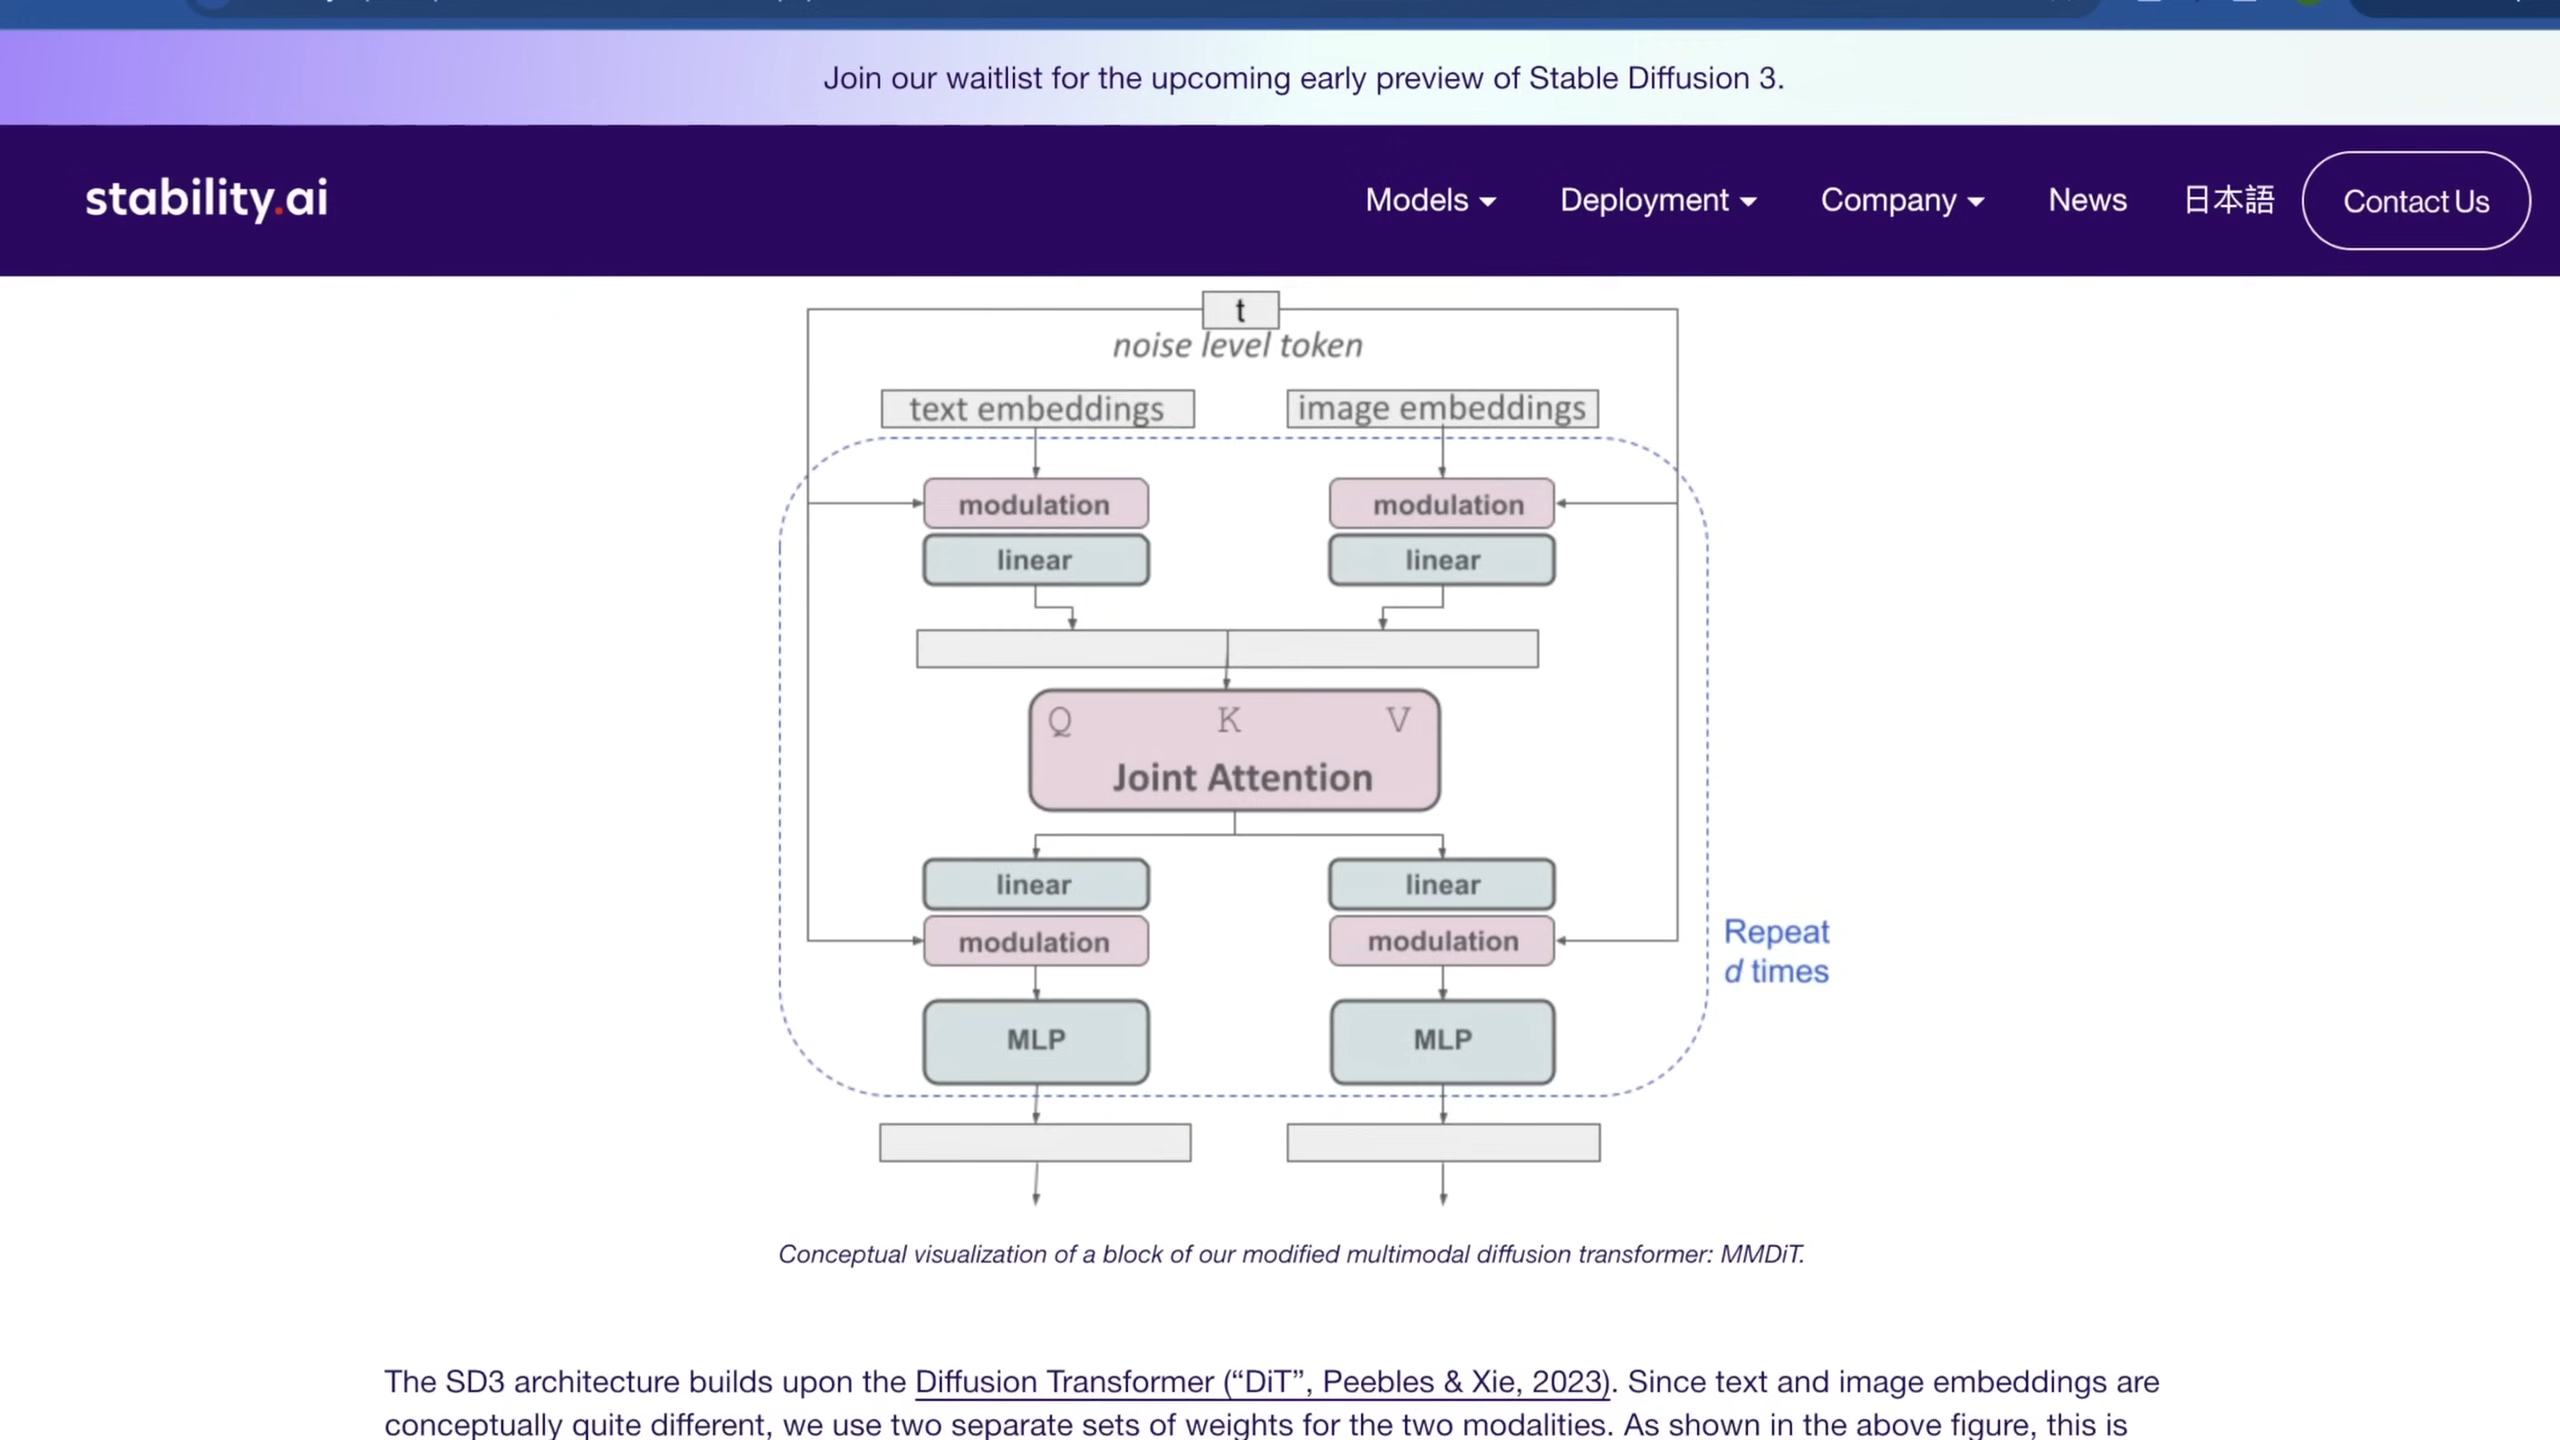 Join our waitlist for the upcoming early preview of Stable Diffusion 3.
stability.ai
Models
Deployment
Company
News
日本語
Contact Us
t
noise level token
text embeddings
image embeddings
modulation
modulation
linear
linear
Q K V
Joint Attention
linear
linear
modulation
modulation
Repeat
d times
MLP
MLP
Conceptual visualization of a block of our modified multimodal diffusion transformer: MMDiT.
The SD3 architecture builds upon the Diffusion Transformer (“DiT”, Peebles & Xie, 2023). Since text and image embeddings are
conceptually quite different, we use two separate sets of weights for the two modalities. As shown in the above figure, this is